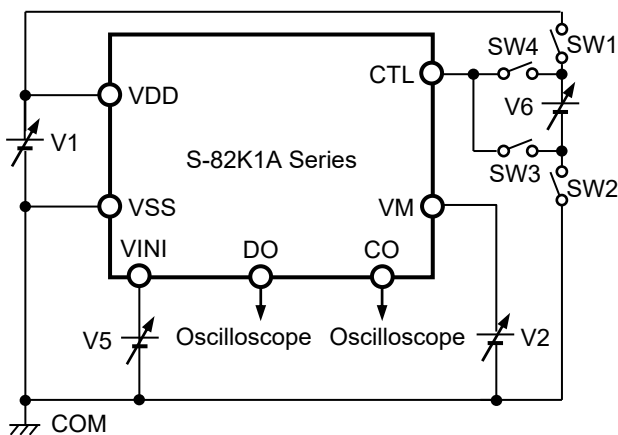 SW1
SW4
CTL
VDD
V6
V1
S-82K1A Series
SW3
SW2
VSS
VM
VINI
DO
CO
V5
Oscilloscope
Oscilloscope
V2
COM